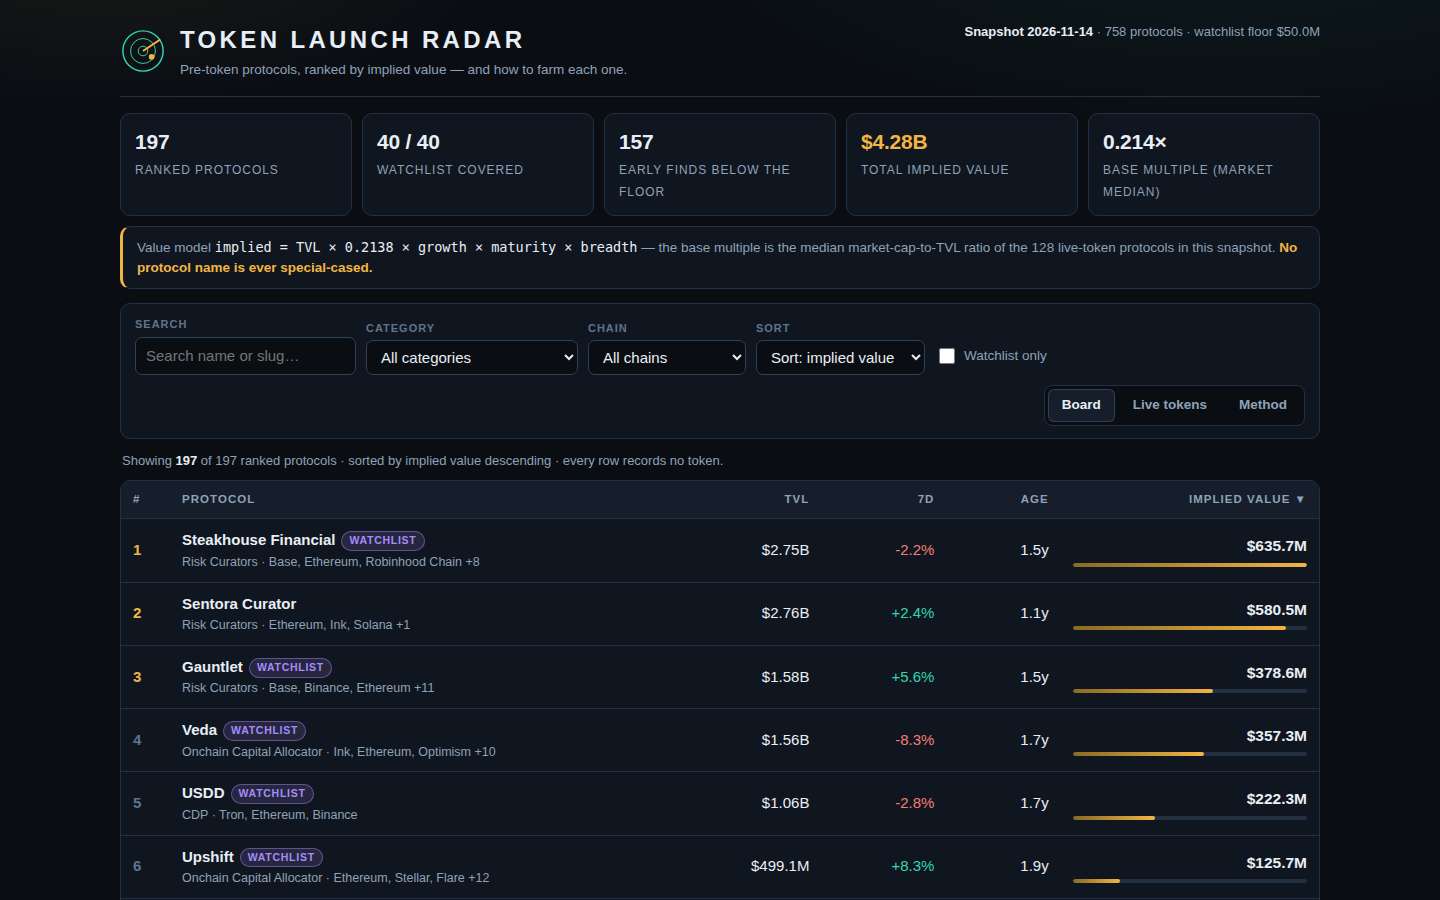 TOKEN LAUNCH RADAR
Pre-token protocols, ranked by implied value — and how to farm each one.
Snapshot 2026-11-14 · 758 protocols · watchlist floor $50.0M
197
RANKED PROTOCOLS
40 / 40
WATCHLIST COVERED
157
EARLY FINDS BELOW THE
FLOOR
$4.28B
TOTAL IMPLIED VALUE
0.214×
BASE MULTIPLE (MARKET
MEDIAN)
Value model implied = TVL × 0.2138 × growth × maturity × breadth — the base multiple is the median market-cap-to-TVL ratio of the 128 live-token protocols in this snapshot. No
protocol name is ever special-cased.
SEARCH
Search name or slug…
CATEGORY
All categories
CHAIN
All chains
SORT
Sort: implied value
Watchlist only
Board Live tokens Method
Showing 197 of 197 ranked protocols · sorted by implied value descending · every row records no token.
# PROTOCOL TVL 7D AGE IMPLIED VALUE ▼
1 Steakhouse Financial WATCHLIST $2.75B -2.2% 1.5y $635.7M
Risk Curators · Base, Ethereum, Robinhood Chain +8
2 Sentora Curator $2.76B +2.4% 1.1y $580.5M
Risk Curators · Ethereum, Ink, Solana +1
3 Gauntlet WATCHLIST $1.58B +5.6% 1.5y $378.6M
Risk Curators · Base, Binance, Ethereum +11
4 Veda WATCHLIST $1.56B -8.3% 1.7y $357.3M
Onchain Capital Allocator · Ink, Ethereum, Optimism +10
5 USDD WATCHLIST $1.06B -2.8% 1.7y $222.3M
CDP · Tron, Ethereum, Binance
6 Upshift WATCHLIST $499.1M +8.3% 1.9y $125.7M
Onchain Capital Allocator · Ethereum, Stellar, Flare +12